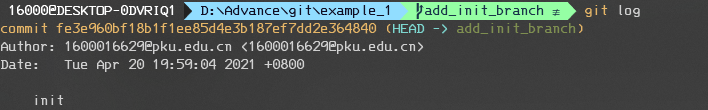 16000@DESKTOP-0DVRIQ1 D:\Advance\git\example_1 add_init_branch ≢ git log
commit fe3e960bf18b1f1ee85d4e3b187ef7dd2e364840 (HEAD -> add_init_branch)
Author: 1600016629@pku.edu.cn <1600016629@pku.edu.cn>
Date: Tue Apr 20 19:59:04 2021 +0800
init